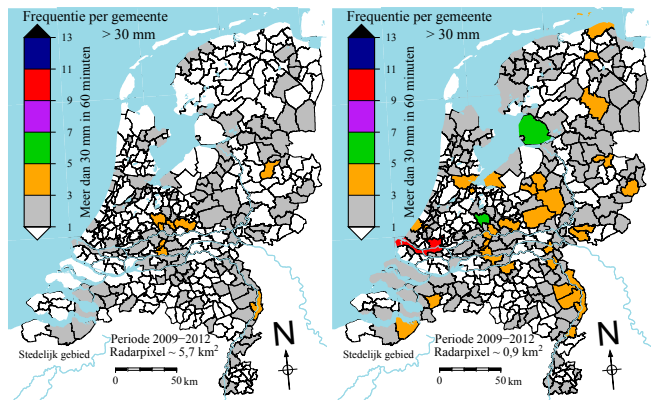 Frequentie per gemeente
> 30 mm
13
11
9
7
5
3
1
Meer dan 30 mm in 60 minuten
Periode 2009−2012
Radarpixel ~ 5,7 km²
Stedelijk gebied
0 50 km
N
Frequentie per gemeente
> 30 mm
13
11
9
7
5
3
1
Meer dan 30 mm in 60 minuten
Periode 2009−2012
Radarpixel ~ 0,9 km²
Stedelijk gebied
0 50 km
N